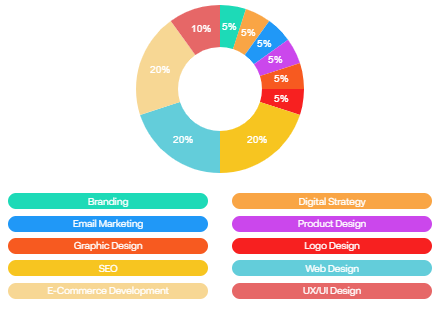 10%
5%
5%
5%
5%
5%
5%
20%
20%
20%
Branding
Digital Strategy
Email Marketing
Product Design
Graphic Design
Logo Design
SEO
Web Design
E-Commerce Development
UX/UI Design